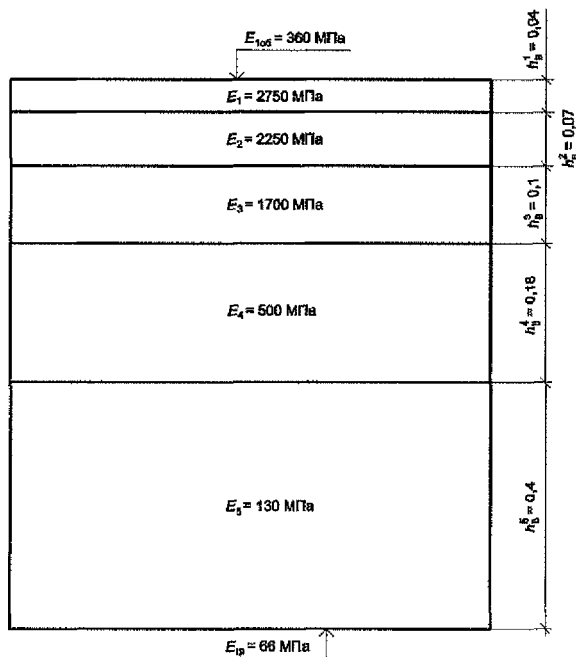 E1об = 360 МПа
h1в = 0,04
E1 = 2750 МПа
E2 = 2250 МПа
h2в = 0,07
E3 = 1700 МПа
h3в = 0,1
E4 = 500 МПа
h4в = 0,18
E5 = 130 МПа
h5в = 0,4
Eгр = 66 МПа